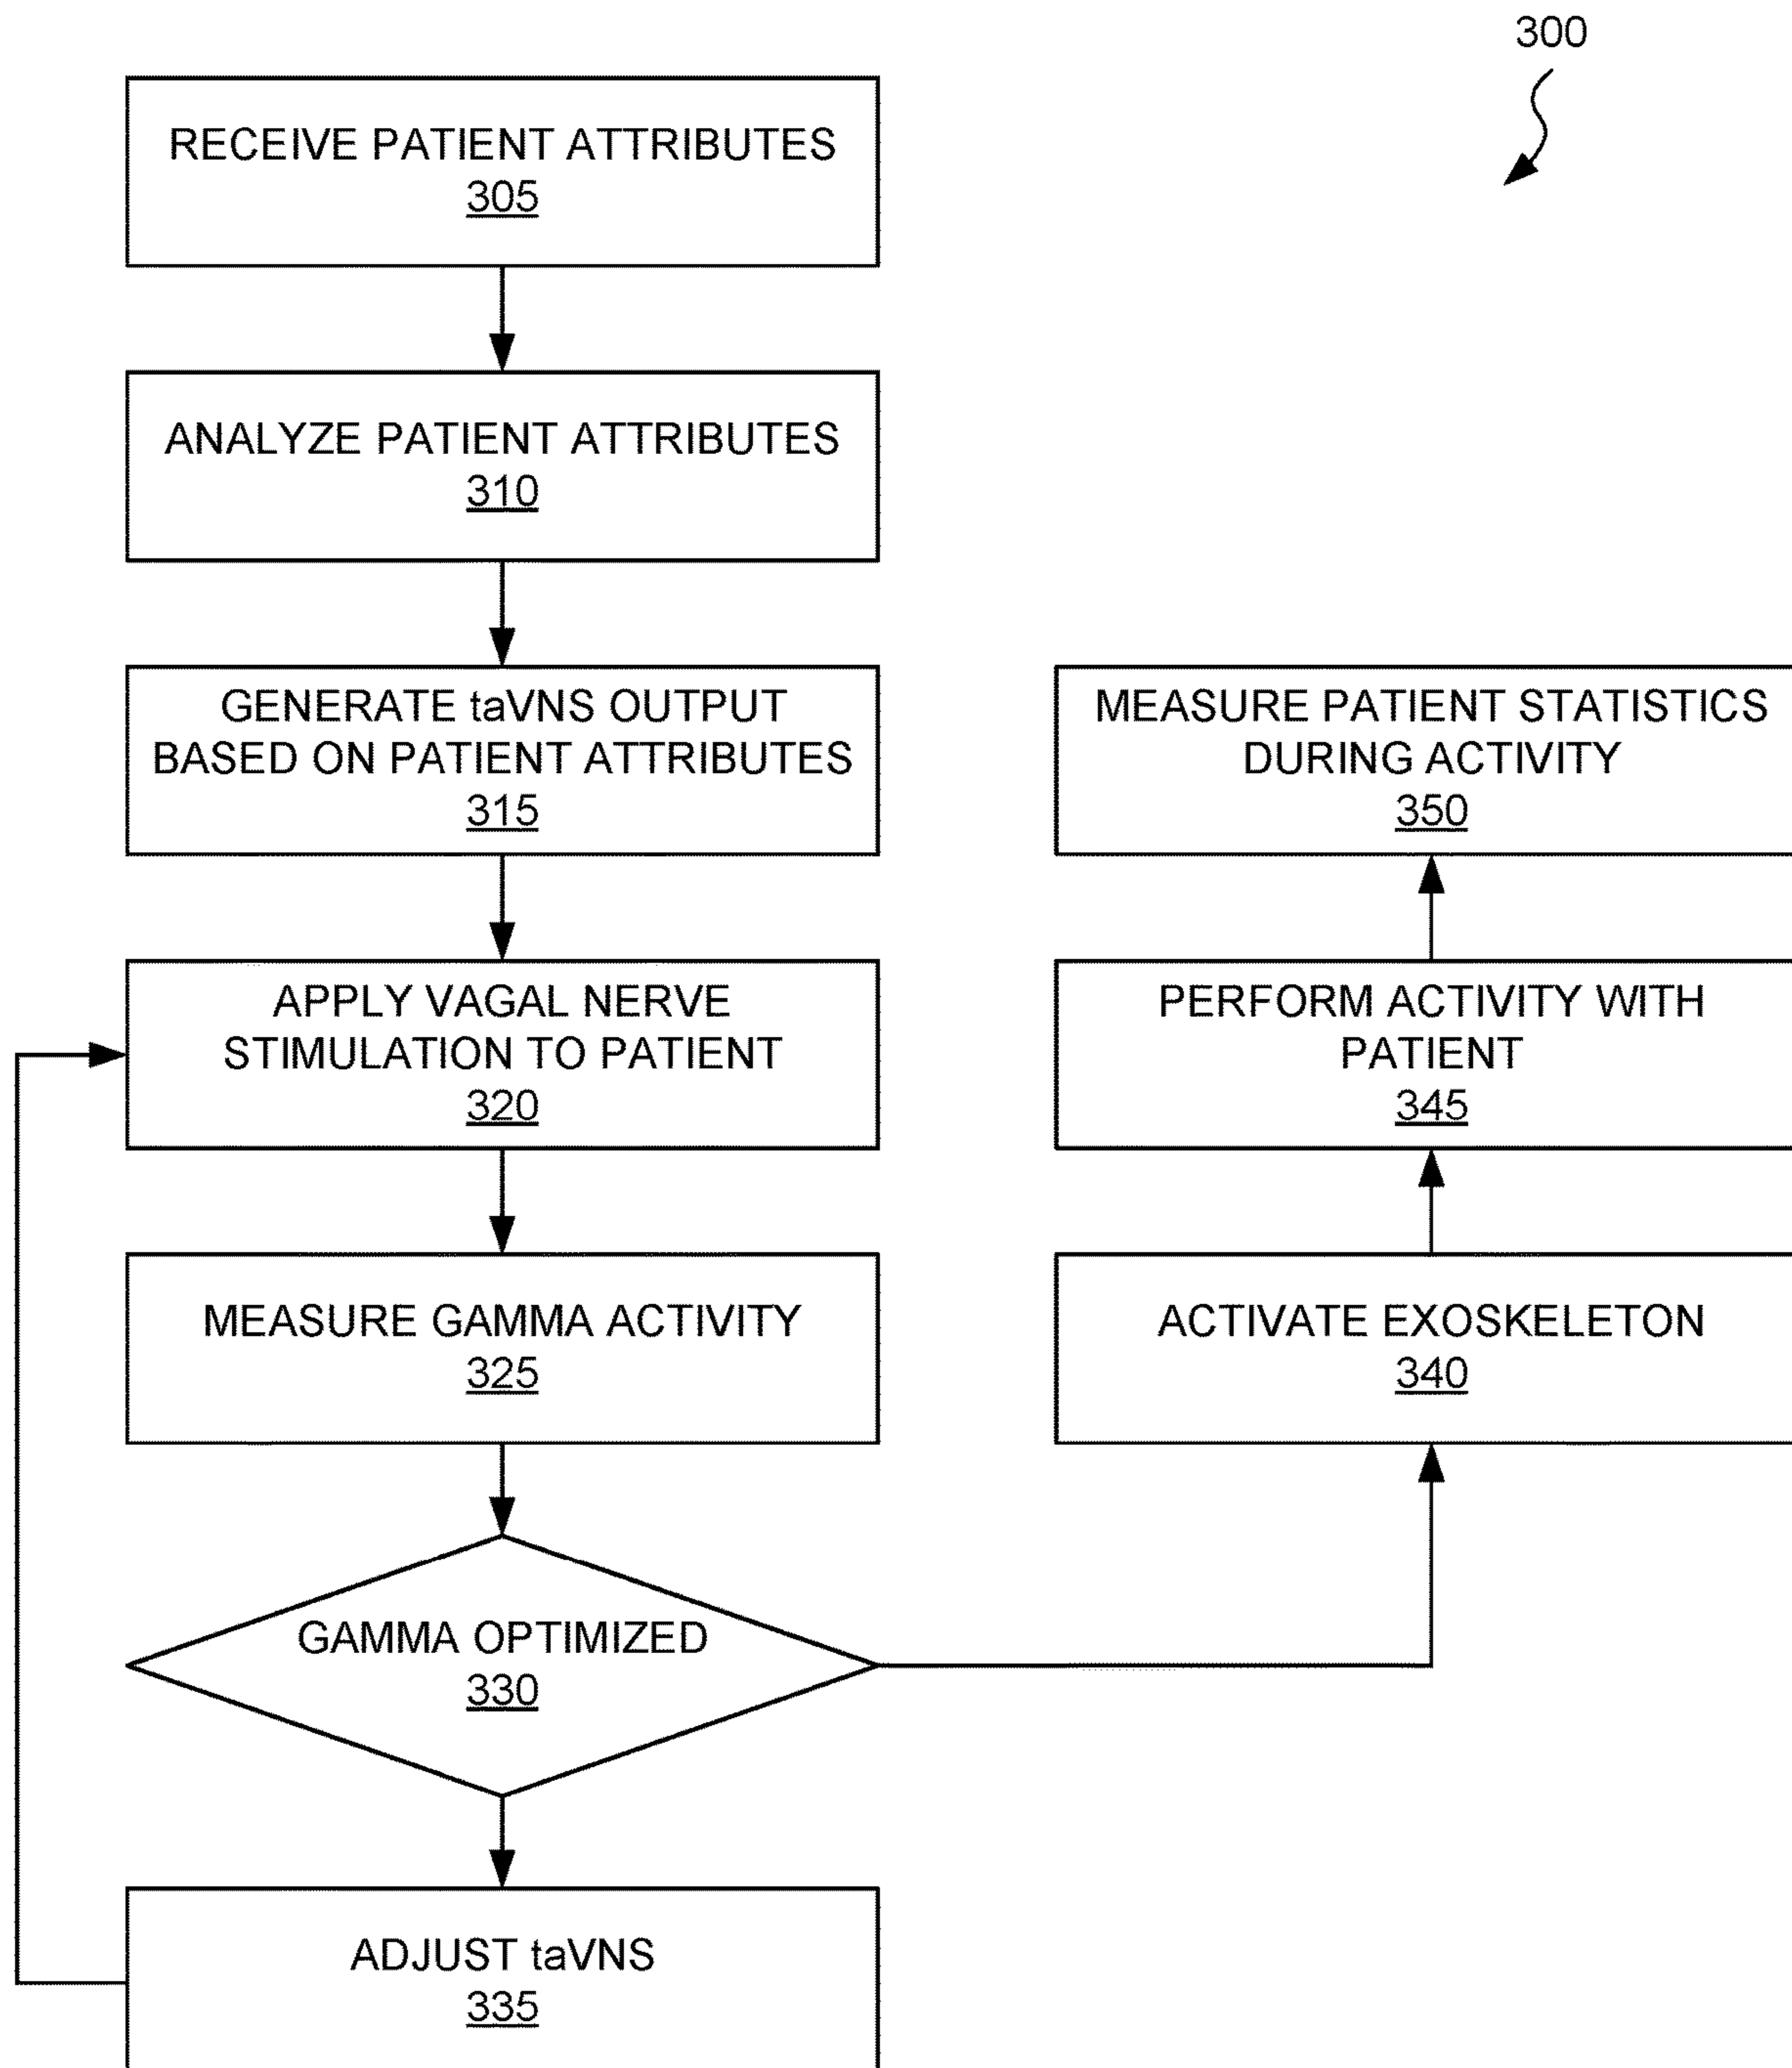 300
RECEIVE PATIENT ATTRIBUTES
305
ANALYZE PATIENT ATTRIBUTES
310
GENERATE taVNS OUTPUT
BASED ON PATIENT ATTRIBUTES
315
APPLY VAGAL NERVE
STIMULATION TO PATIENT
320
MEASURE GAMMA ACTIVITY
325
GAMMA OPTIMIZED
330
ADJUST taVNS
335
ACTIVATE EXOSKELETON
340
PERFORM ACTIVITY WITH
PATIENT
345
MEASURE PATIENT STATISTICS
DURING ACTIVITY
350